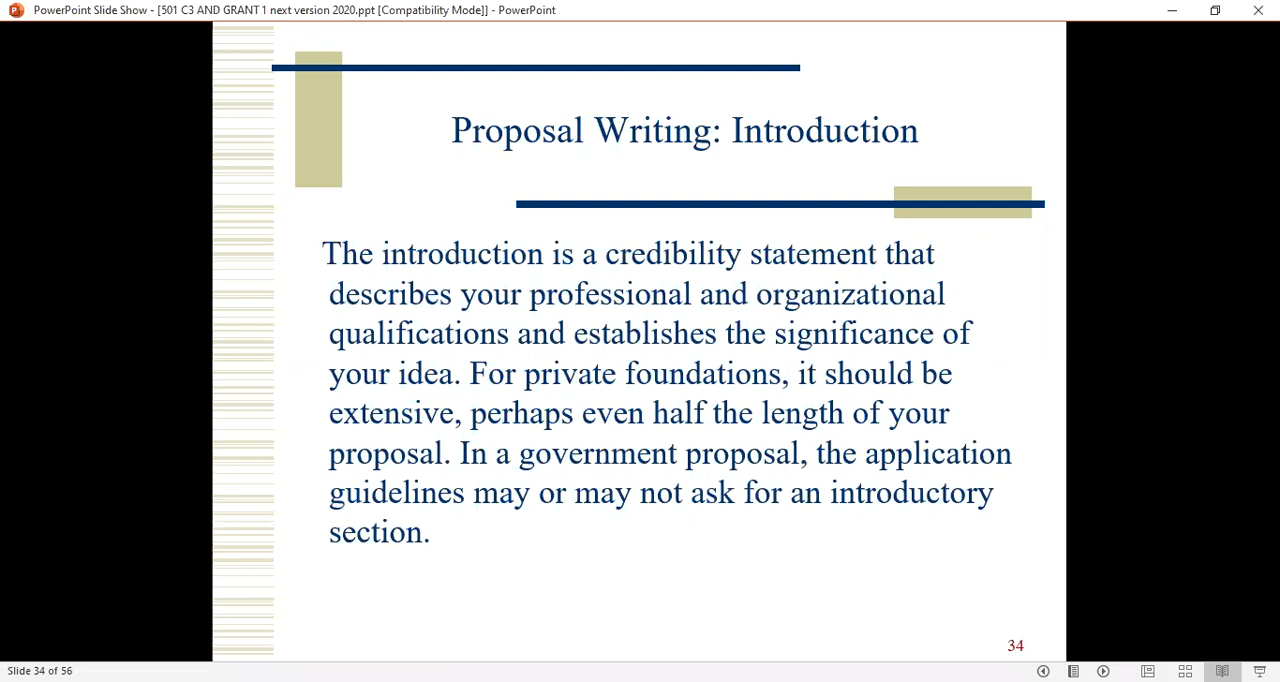 PowerPoint Slide Show - [501 C3 AND GRANT 1 next version 2020.ppt [Compatibility Mode]] - PowerPoint
Proposal Writing: Introduction
The introduction is a credibility statement that
describes your professional and organizational
qualifications and establishes the significance of
your idea. For private foundations, it should be
extensive, perhaps even half the length of your
proposal. In a government proposal, the application
guidelines may or may not ask for an introductory
section.
34
Slide 34 of 56